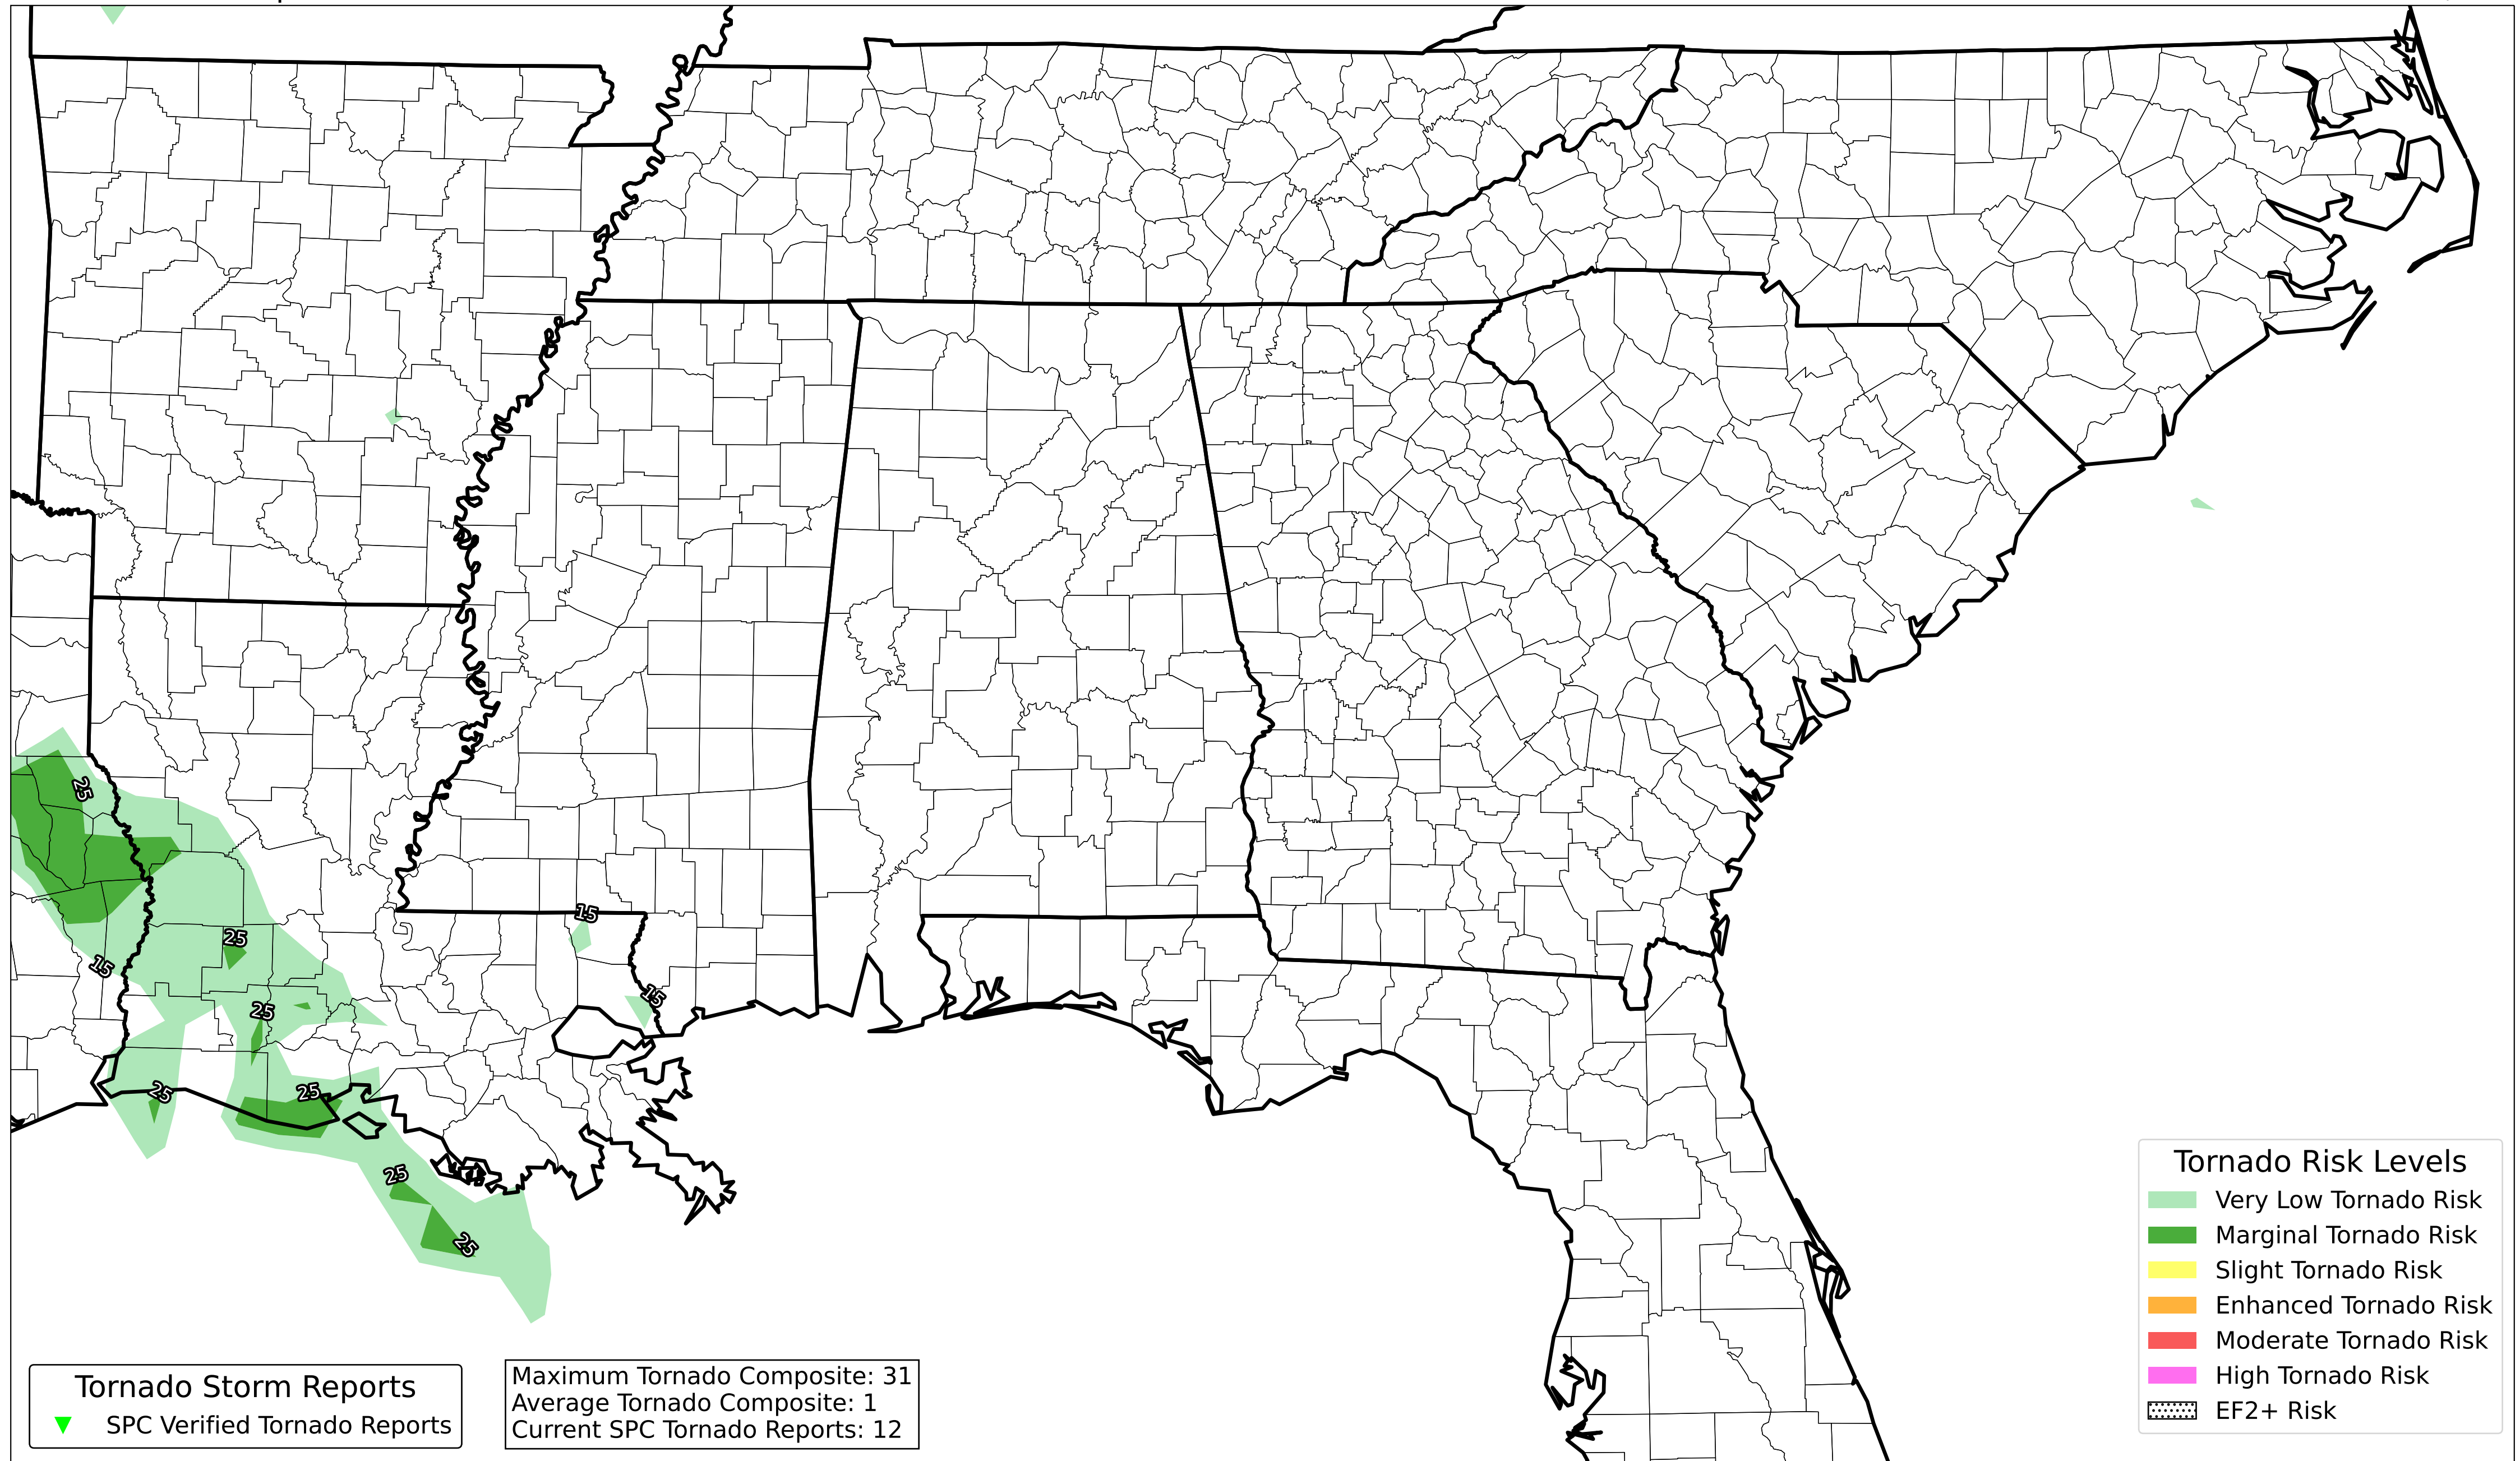 25
15
25
15
25
15
25
25
25
25
Tornado Risk Levels
Very Low Tornado Risk
Marginal Tornado Risk
Slight Tornado Risk
Enhanced Tornado Risk
Moderate Tornado Risk
High Tornado Risk
EF2+ Risk
Tornado Storm Reports
SPC Verified Tornado Reports
Maximum Tornado Composite: 31
Average Tornado Composite: 1
Current SPC Tornado Reports: 12